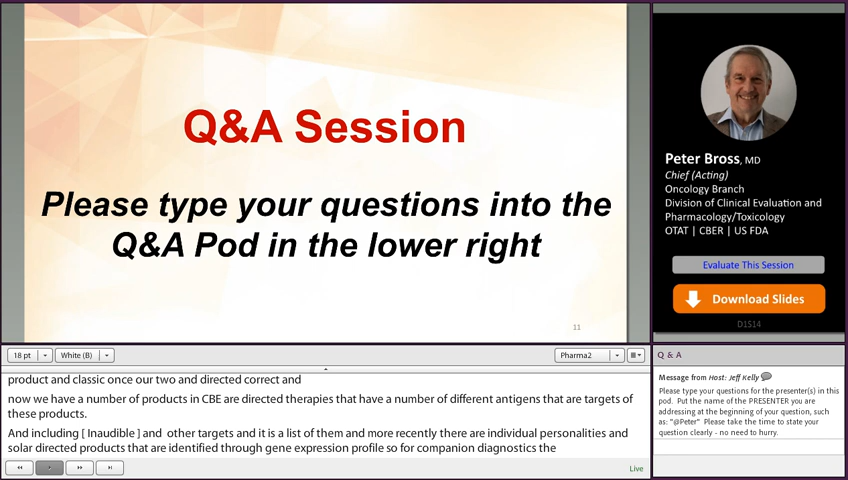 Q&A Session
Please type your questions into the
Q&A Pod in the lower right
11
Peter Bross, MD
Chief (Acting)
Oncology Branch
Division of Clinical Evaluation and
Pharmacology/Toxicology
OTAT | CBER | US FDA
Evaluate This Session
Download Slides
D1S14
18 pt
White (B)
Pharma2
product and classic once our two and directed correct and
now we have a number of products in CBE are directed therapies that have a number of different antigens that are targets of
these products.
And including [ Inaudible ] and  other targets and it is a list of them and more recently there are individual personalities and
solar directed products that are identified through gene expression profile so for companion diagnostics the
Live
Q & A
Message from Host: Jeff Kelly
Please type your questions for the presenter(s) in this
pod.  Put the name of the PRESENTER you are
addressing at the beginning of your question, such
as: "@Peter"  Please take the time to state your
question clearly - no need to hurry.